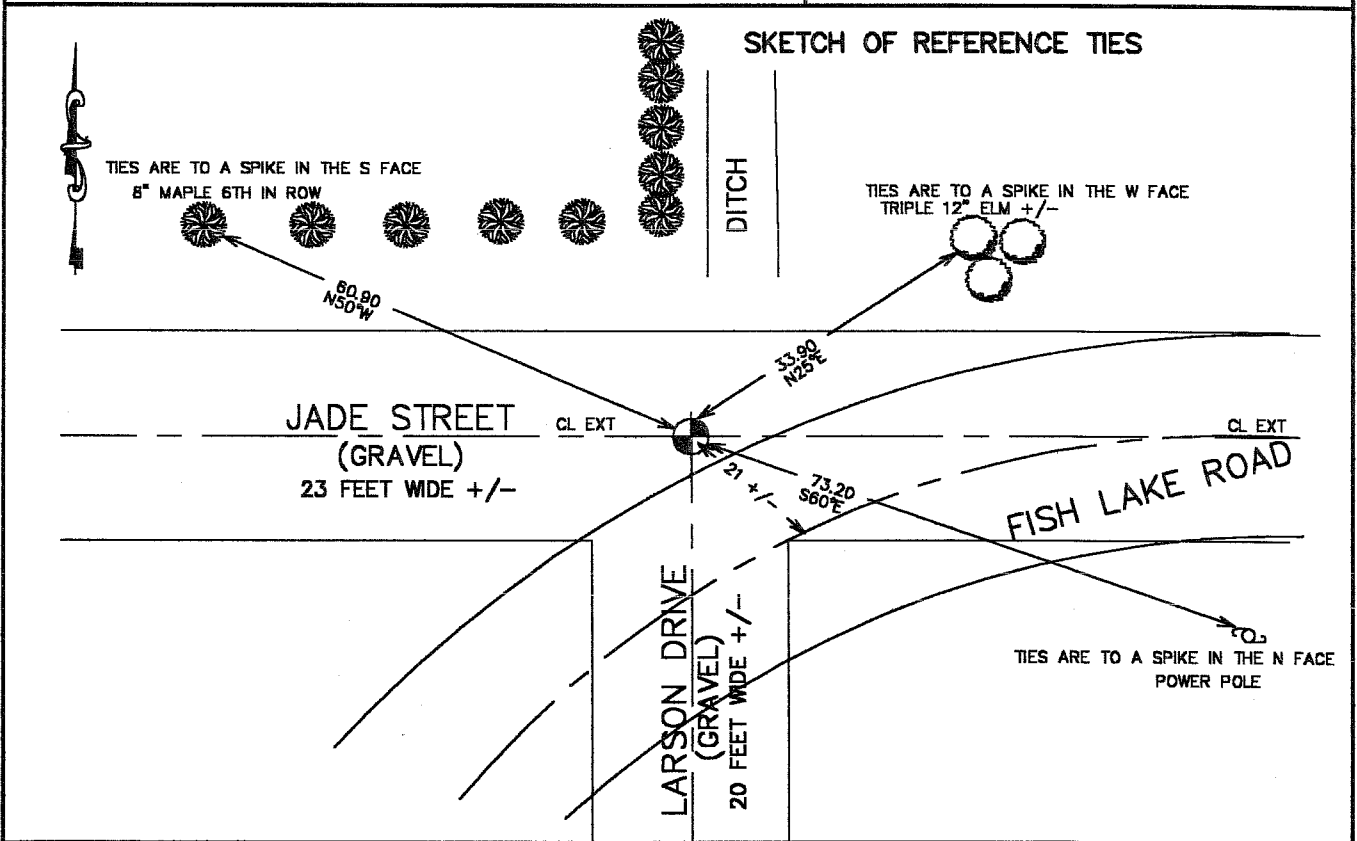 SKETCH OF REFERENCE TIES
TIES ARE TO A SPIKE IN THE S FACE
8" MAPLE 6TH IN ROW
DITCH
TIES ARE TO A SPIKE IN THE W FACE
TRIPLE 12" ELM +/-
60.90
N50°W
33.90
N25°E
JADE STREET
(GRAVEL)
23 FEET WIDE +/-
CL EXT
CL EXT
21 +/-
73.20
S60°E
FISH LAKE ROAD
LARSON DRIVE
(GRAVEL)
20 FEET WIDE +/-
TIES ARE TO A SPIKE IN THE N FACE
POWER POLE